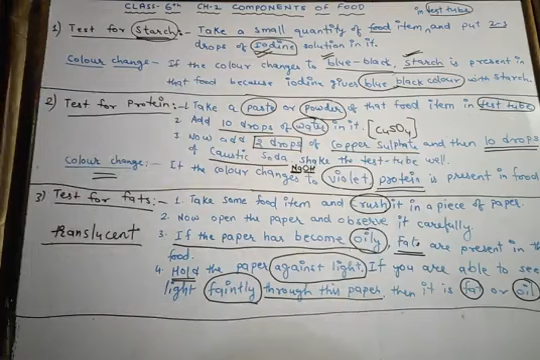 CLASS- 6th CH-2 COMPONENTS OF FOOD
in test tube
1) Test for Starch :- Take a small quantity of food item, and put 2-3
drops of Iodine solution in it.
Colour change - If the colour changes to blue-black, starch is present in
that food because iodine gives blue black colour with starch.
2) Test for Protein:- 1. Take a paste or powder of that food item in test tube
2. Add 10 drops of water in it. [CuSO4]
3. Now add 2 drops of Copper Sulphate and then 10 drops
of Caustic Soda, shake the test-tube well.
NaOH
Colour change:- If the colour changes to violet protein is present in food
3) Test for fats:- 1. Take some food item and crush it in a piece of paper.
2. Now open the paper and observe it carefully.
translucent
3. If the paper has become oily, Fats are present in th
food.
4. Hold the paper against light. If you are able to see
light faintly through this paper, then it is fat or oil